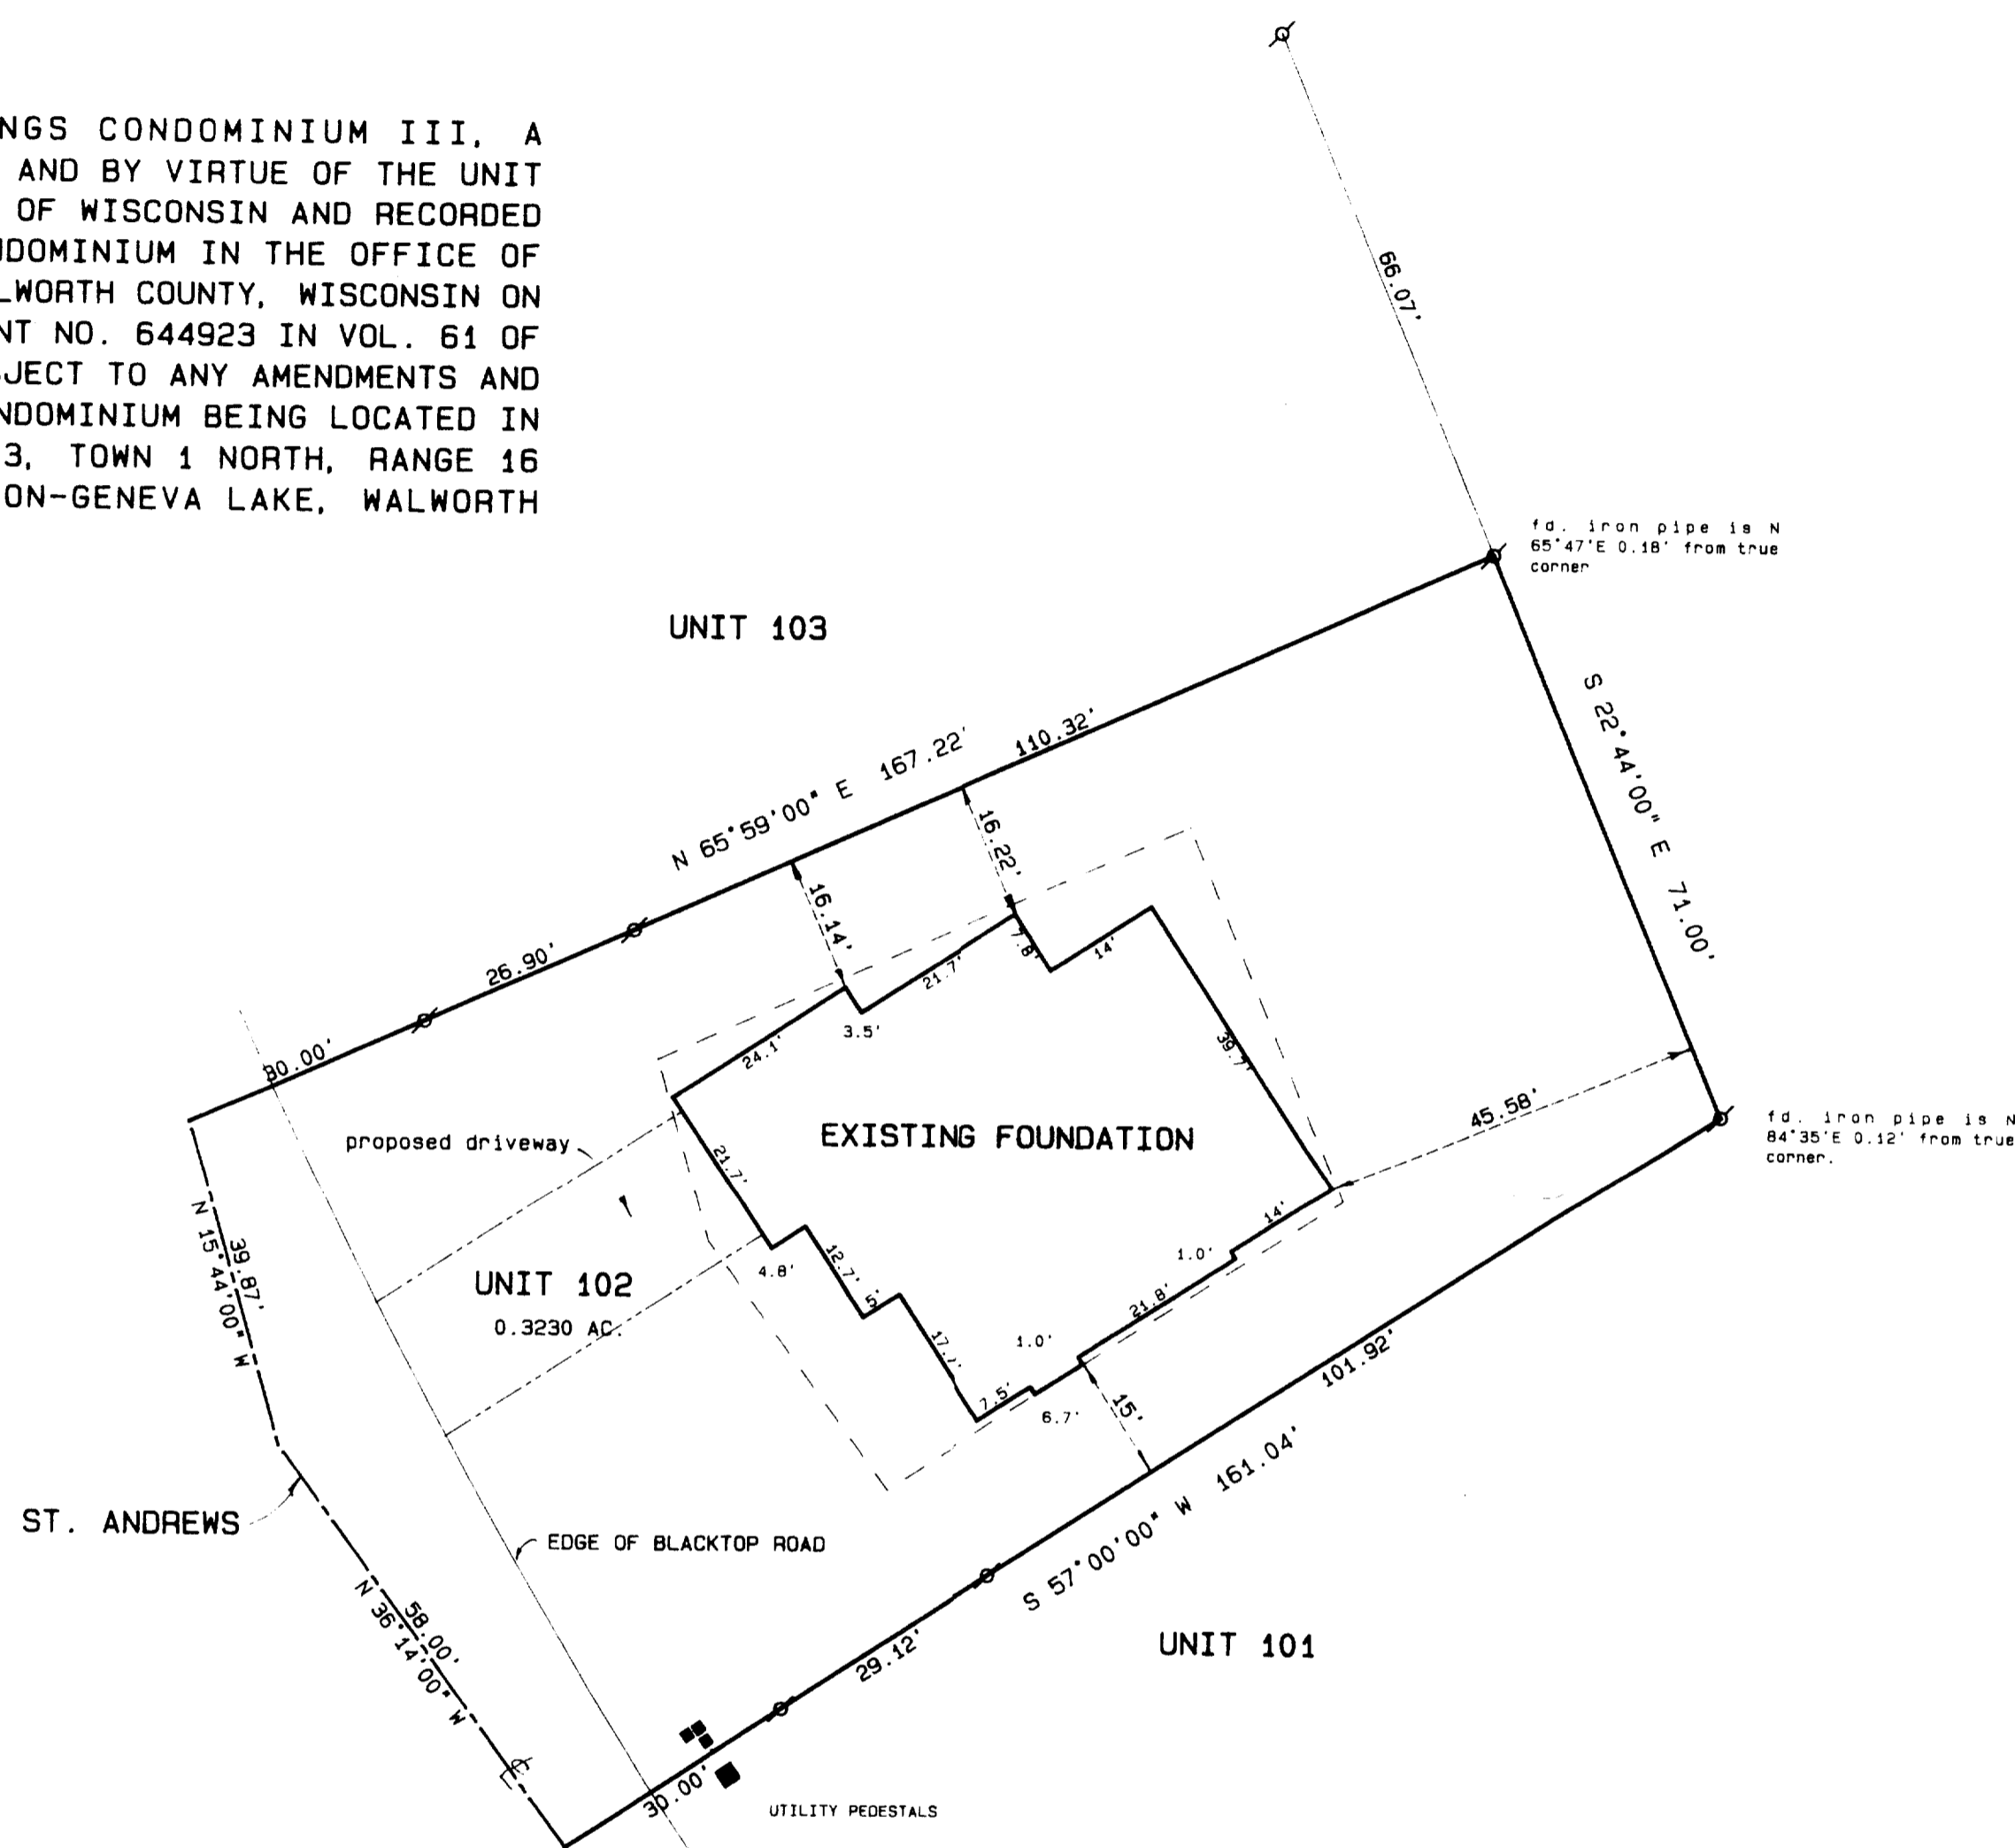 NGS CONDOMINIUM III, A
AND BY VIRTUE OF THE UNIT
OF WISCONSIN AND RECORDED
NDOMINIUM IN THE OFFICE OF
LWORTH COUNTY, WISCONSIN ON
NT NO. 644923 IN VOL. 61 OF
JECT TO ANY AMENDMENTS AND
NDOMINIUM BEING LOCATED IN
3, TOWN 1 NORTH, RANGE 16
ON-GENEVA LAKE, WALWORTH
66.07'
fd. iron pipe is N
65°47'E 0.18' from true
corner
UNIT 103
S 22°44'00" E 71.00'
N 65°59'00" E 167.22'
110.32'
16.22'
16.14'
26.90'
30.00'
7.8'
14'
21.7'
3.5'
24.1'
39.7'
45.58'
fd. iron pipe is N
84°35'E 0.12' from true
corner.
EXISTING FOUNDATION
proposed driveway
21.7'
N 15°44'00" W
39.87'
4.8'
12.7'
5'
17.7'
7.5'
1.0'
6.7'
21.8'
1.0'
14'
15'
UNIT 102
0.3230 AC.
101.92'
S 57°00'00" W 161.04'
ST. ANDREWS
EDGE OF BLACKTOP ROAD
N 36°14'00" W
58.00'
29.12'
UNIT 101
30.00'
UTILITY PEDESTALS